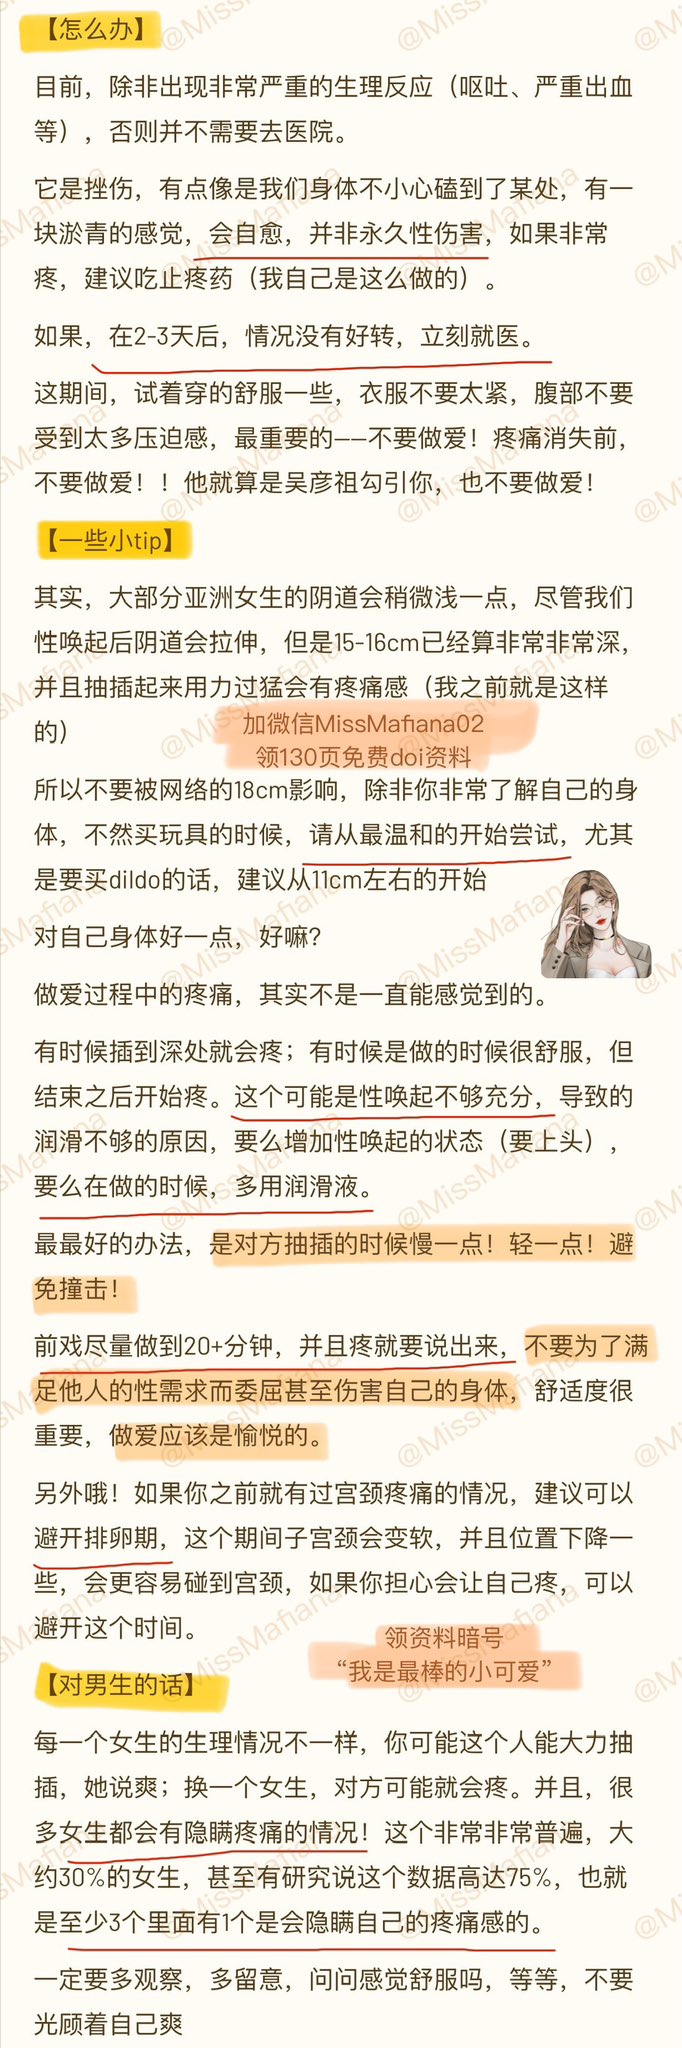 【怎么办】
目前，除非出现非常严重的生理反应（呕吐、严重出血
等），否则并不需要去医院。
它是挫伤，有点像是我们身体不小心磕到了某处，有一
块淤青的感觉，会自愈，并非永久性伤害，如果非常
疼，建议吃止疼药（我自己是这么做的）。
如果，在2-3天后，情况没有好转，立刻就医。
这期间，试着穿的舒服一些，衣服不要太紧，腹部不要
受到太多压迫感，最重要的——不要做爱！疼痛消失前，
不要做爱！！他就算是吴彦祖勾引你，也不要做爱！
【一些小tip】
其实，大部分亚洲女生的阴道会稍微浅一点，尽管我们
性唤起后阴道会拉伸，但是15-16cm已经算非常非常深，
并且抽插起来用力过猛会有疼痛感（我之前就是这样
的）
加微信MissMafiana02
领130页免费doi资料
所以不要被网络的18cm影响，除非你非常了解自己的身
体，不然买玩具的时候，请从最温和的开始尝试，尤其
是要买dildo的话，建议从11cm左右的开始
对自己身体好一点，好嘛？
做爱过程中的疼痛，其实不是一直能感觉到的。
有时候插到深处就会疼；有时候是做的时候很舒服，但
结束之后开始疼。这个可能是性唤起不够充分，导致的
润滑不够的原因，要么增加性唤起的状态（要上头），
要么在做的时候，多用润滑液。
最最好的办法，是对方抽插的时候慢一点！轻一点！避
免撞击！
前戏尽量做到20+分钟，并且疼就要说出来，不要为了满
足他人的性需求而委屈甚至伤害自己的身体，舒适度很
重要，做爱应该是愉悦的。
另外哦！如果你之前就有过宫颈疼痛的情况，建议可以
避开排卵期，这个期间子宫颈会变软，并且位置下降一
些，会更容易碰到宫颈，如果你担心会让自己疼，可以
避开这个时间。
领资料暗号
“我是最棒的小可爱”
【对男生的话】
每一个女生的生理情况不一样，你可能这个人能大力抽
插，她说爽；换一个女生，对方可能就会疼。并且，很
多女生都会有隐瞒疼痛的情况！这个非常非常普遍，大
约30%的女生，甚至有研究说这个数据高达75%，也就
是至少3个里面有1个是会隐瞒自己的疼痛感的。
一定要多观察，多留意，问问感觉舒服吗，等等，不要
光顾着自己爽
@MissMafiana